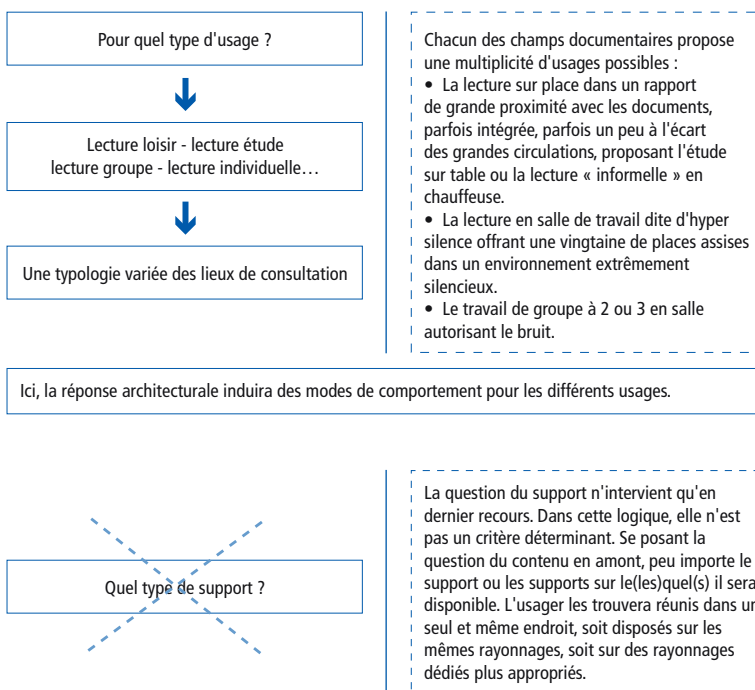 Pour quel type d'usage ?
Lecture loisir - lecture étude
lecture groupe - lecture individuelle…
Une typologie variée des lieux de consultation
Chacun des champs documentaires propose
une multiplicité d'usages possibles :
• La lecture sur place dans un rapport
de grande proximité avec les documents,
parfois intégrée, parfois un peu à l'écart
des grandes circulations, proposant l'étude
sur table ou la lecture « informelle » en
chauffeuse.
• La lecture en salle de travail dite d'hyper
silence offrant une vingtaine de places assises
dans un environnement extrêmement
silencieux.
• Le travail de groupe à 2 ou 3 en salle
autorisant le bruit.
Ici, la réponse architecturale induira des modes de comportement pour les différents usages.
Quel type de support ?
La question du support n'intervient qu'en
dernier recours. Dans cette logique, elle n'est
pas un critère déterminant. Se posant la
question du contenu en amont, peu importe le
support ou les supports sur le(les)quel(s) il sera
disponible. L'usager les trouvera réunis dans un
seul et même endroit, soit disposés sur les
mêmes rayonnages, soit sur des rayonnages
dédiés plus appropriés.